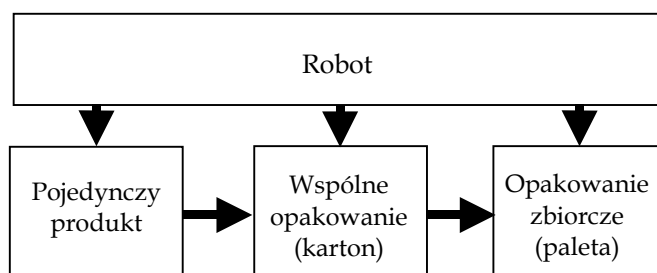 Robot
Pojedynczy
produkt
Wspólne
opakowanie
(karton)
Opakowanie
zbiorcze
(paleta)